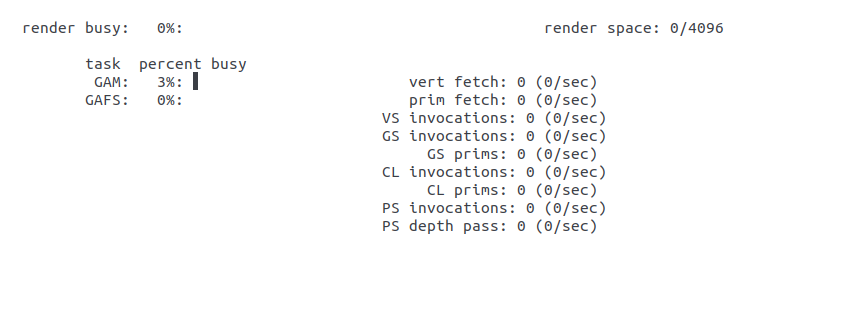 render busy:   0%:                                        render space: 0/4096
task  percent busy
GAM:   3%:                         vert fetch: 0 (0/sec)
GAFS:   0%:                         prim fetch: 0 (0/sec)
VS invocations: 0 (0/sec)
GS invocations: 0 (0/sec)
GS prims: 0 (0/sec)
CL invocations: 0 (0/sec)
CL prims: 0 (0/sec)
PS invocations: 0 (0/sec)
PS depth pass: 0 (0/sec)